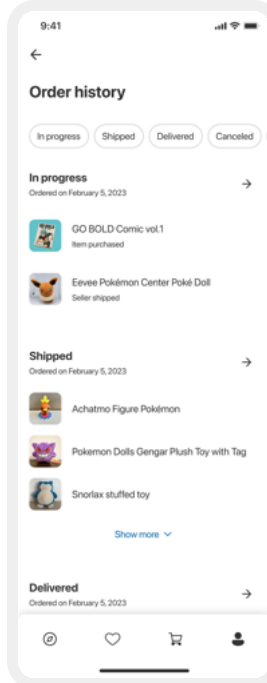 9:41
Order history
In progress
Shipped
Delivered
Canceled
In progress
Ordered on February 5, 2023
GO BOLD Comic vol.1
Item purchased
Eevee Pokémon Center Poké Doll
Seller shipped
Shipped
Ordered on February 5, 2023
Achatmo Figure Pokémon
Pokemon Dolls Gengar Plush Toy with Tag
Snorlax stuffed toy
Show more
Delivered
Ordered on February 5, 2023